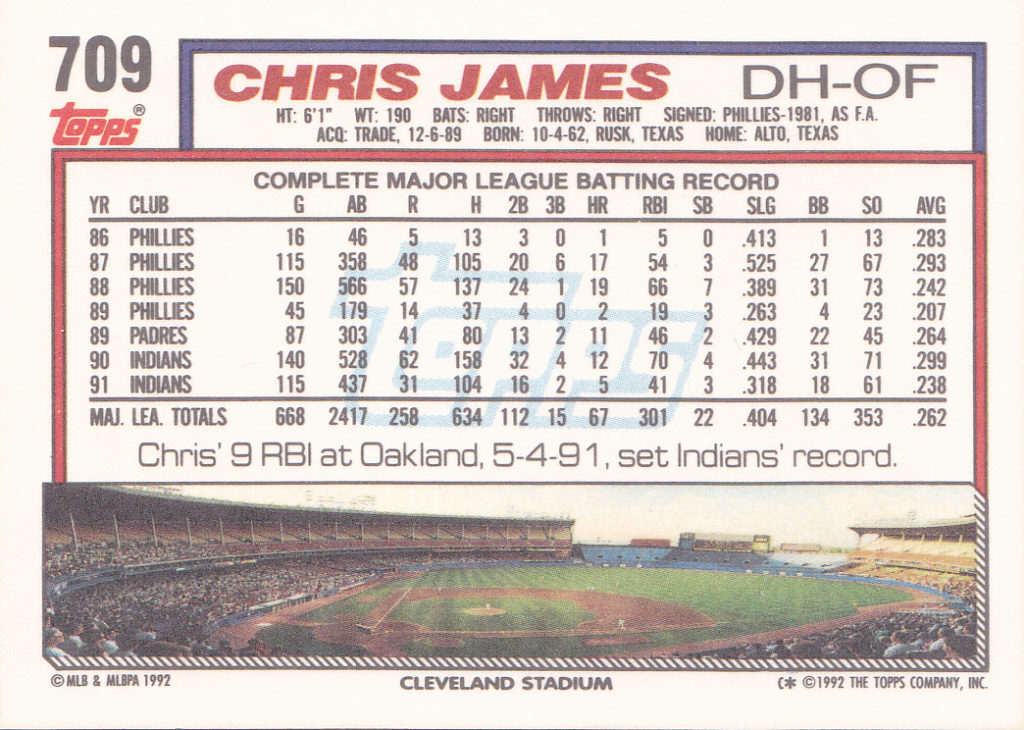 709
Topps®
CHRIS JAMES DH-OF
HT: 6'1" WT: 190 BATS: RIGHT THROWS: RIGHT SIGNED: PHILLIES-1981, AS F.A.
ACQ: TRADE, 12-6-89 BORN: 10-4-62, RUSK, TEXAS HOME: ALTO, TEXAS
COMPLETE MAJOR LEAGUE BATTING RECORD
YR CLUB G AB R H 2B 3B HR RBI SB SLG BB SO AVG
86 PHILLIES 16 46 5 13 3 0 1 5 0 .413 1 13 .283
87 PHILLIES 115 358 48 105 20 6 17 54 3 .525 27 67 .293
88 PHILLIES 150 566 57 137 24 1 19 66 7 .389 31 73 .242
89 PHILLIES 45 179 14 37 4 0 2 19 3 .263 4 23 .207
89 PADRES 87 303 41 80 13 2 11 46 2 .429 22 45 .264
90 INDIANS 140 528 62 158 32 4 12 70 4 .443 31 71 .299
91 INDIANS 115 437 31 104 16 2 5 41 3 .318 18 61 .238
MAJ. LEA. TOTALS 668 2417 258 634 112 15 67 301 22 .404 134 353 .262
Topps
Chris' 9 RBI at Oakland, 5-4-91, set Indians' record.
© MLB & MLBPA 1992 CLEVELAND STADIUM (* ©1992 THE TOPPS COMPANY, INC.